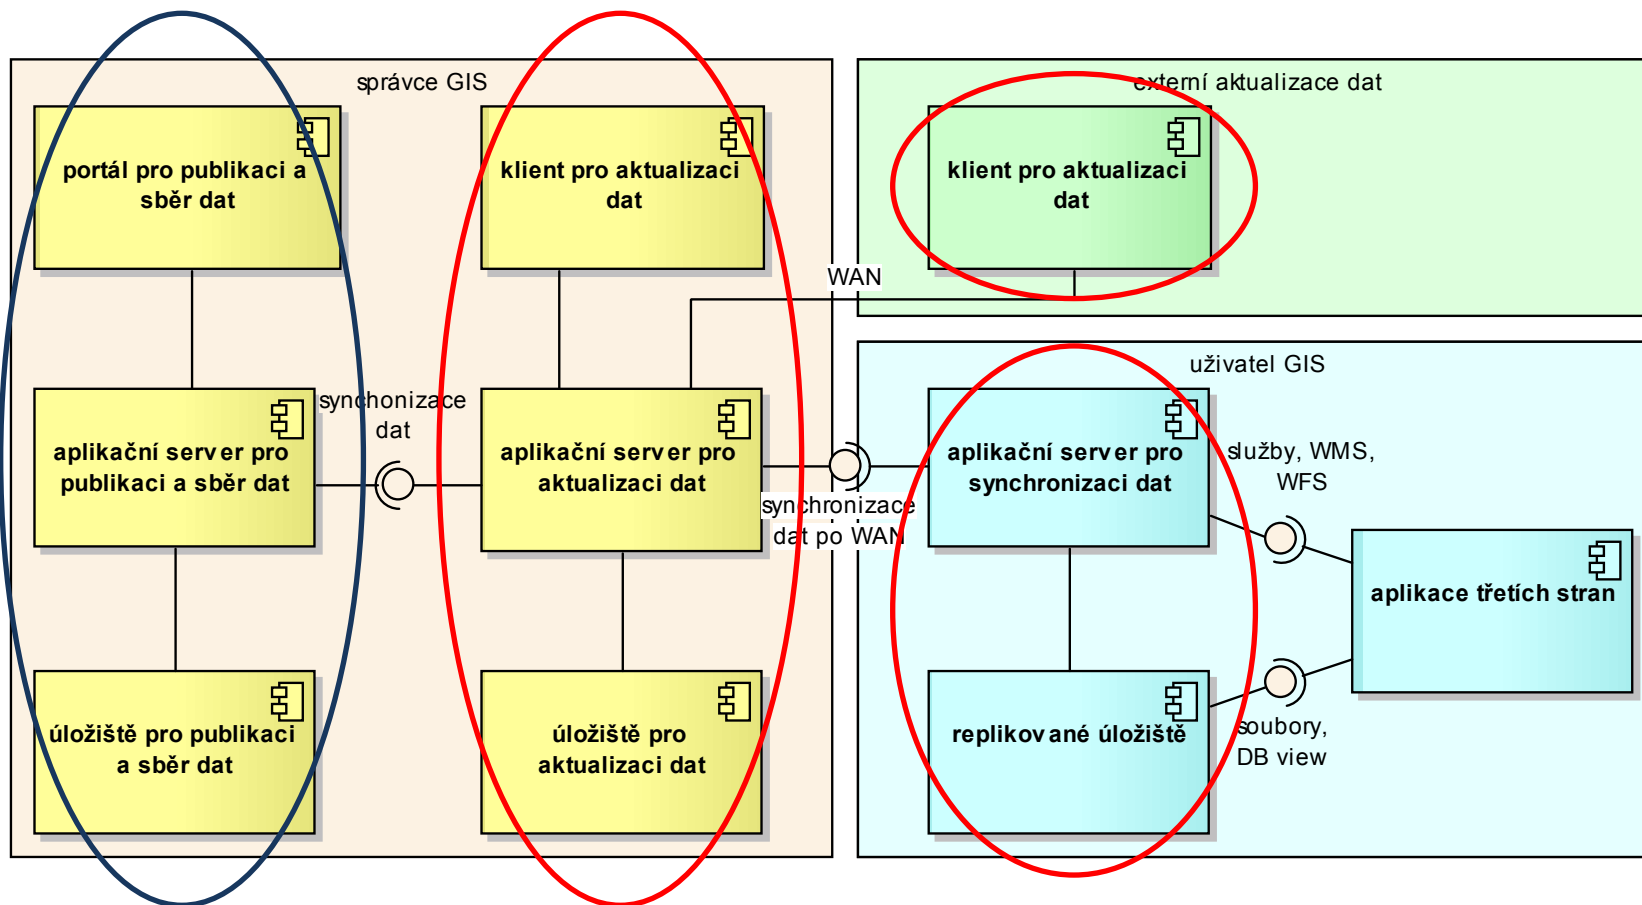 správce GIS
portál pro publikaci a
sběr dat
klient pro aktualizaci
dat
externí aktualizace dat
klient pro aktualizaci
dat
WAN
synchonizace
dat
aplikační server pro
publikaci a sběr dat
aplikační server pro
aktualizaci dat
synchronizace
dat po WAN
uživatel GIS
aplikační server pro
synchronizaci dat
služby, WMS,
WFS
aplikace třetích stran
úložiště pro publikaci
a sběr dat
úložiště pro
aktualizaci dat
replikované úložiště
soubory,
DB view